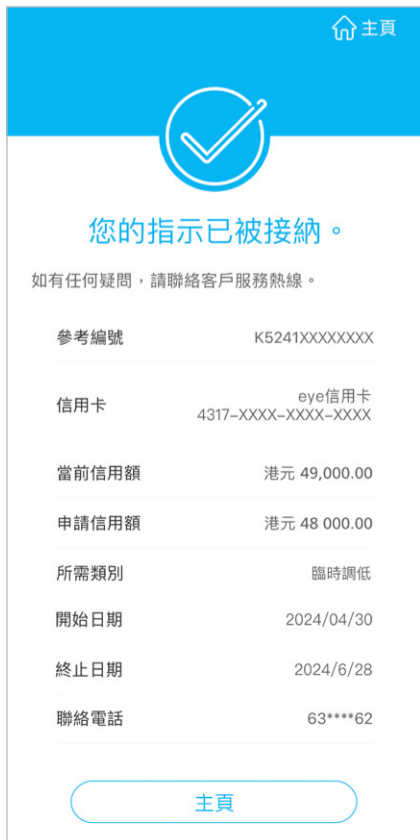 主頁
您的指示已被接納。
如有任何疑問，請聯絡客戶服務熱線。
參考編號 K5241XXXXXXXX
信用卡 eye信用卡
4317–XXXX–XXXX–XXXX
當前信用額 港元 49,000.00
申請信用額 港元 48 000.00
所需類別 臨時調低
開始日期 2024/04/30
終止日期 2024/6/28
聯絡電話 63****62
主頁